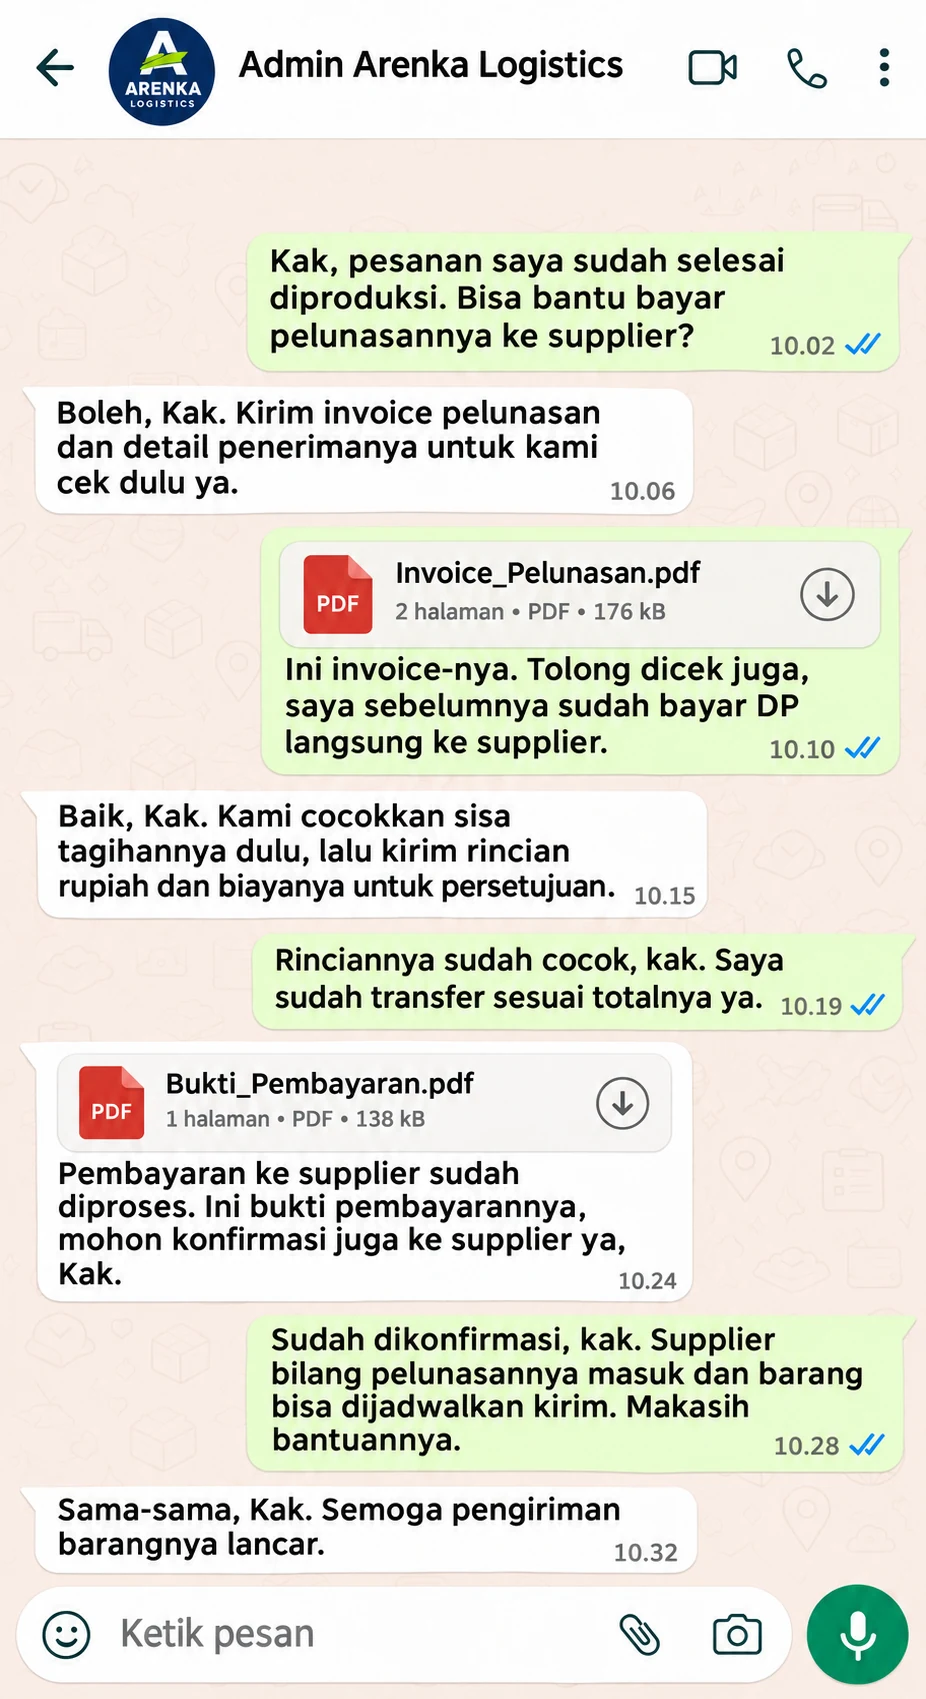 Admin Arenka Logistics
A
ARENKA
LOGISTICS
Kak, pesanan saya sudah selesai
diproduksi. Bisa bantu bayar
pelunasannya ke supplier?
10.02
Boleh, Kak. Kirim invoice pelunasan
dan detail penerimanya untuk kami
cek dulu ya.
10.06
PDF
Invoice_Pelunasan.pdf
2 halaman • PDF • 176 kB
Ini invoice-nya. Tolong dicek juga,
saya sebelumnya sudah bayar DP
langsung ke supplier.
10.10
Baik, Kak. Kami cocokkan sisa
tagihannya dulu, lalu kirim rincian
rupiah dan biayanya untuk persetujuan.
10.15
Rinciannya sudah cocok, kak. Saya
sudah transfer sesuai totalnya ya.
10.19
PDF
Bukti_Pembayaran.pdf
1 halaman • PDF • 138 kB
Pembayaran ke supplier sudah
diproses. Ini bukti pembayarannya,
mohon konfirmasi juga ke supplier ya,
Kak.
10.24
Sudah dikonfirmasi, kak. Supplier
bilang pelunasannya masuk dan barang
bisa dijadwalkan kirim. Makasih
bantuannya.
10.28
Sama-sama, Kak. Semoga pengiriman
barangnya lancar.
10.32
Ketik pesan